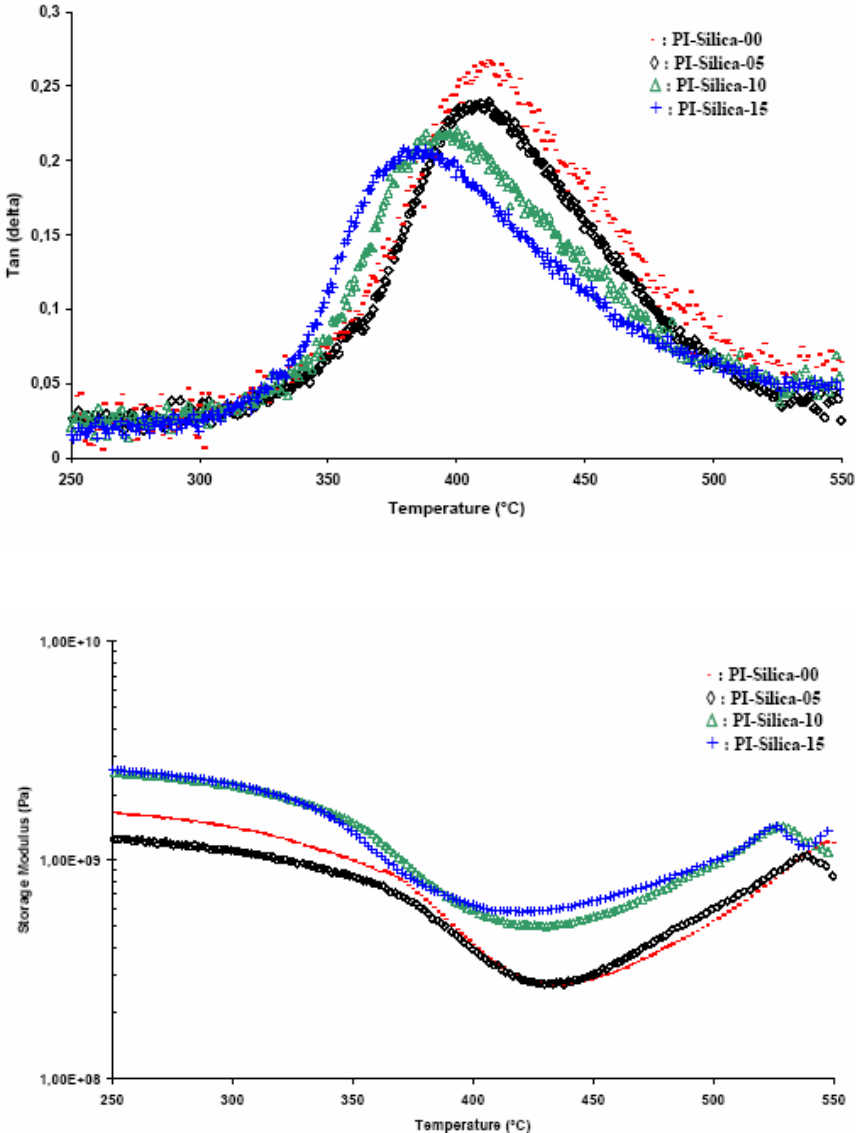 0,3
0,25
0,2
0,15
0,1
0,05
0
Tan (delta)
- : PI-Silica-00
◊ : PI-Silica-05
△ : PI-Silica-10
+ : PI-Silica-15
250 300 350 400 450 500 550
Temperature (°C)
1,00E+10
1,00E+09
1,00E+08
Storage Modulus (Pa)
- : PI-Silica-00
◊ : PI-Silica-05
△ : PI-Silica-10
+ : PI-Silica-15
250 300 350 400 450 500 550
Temperature (°C)